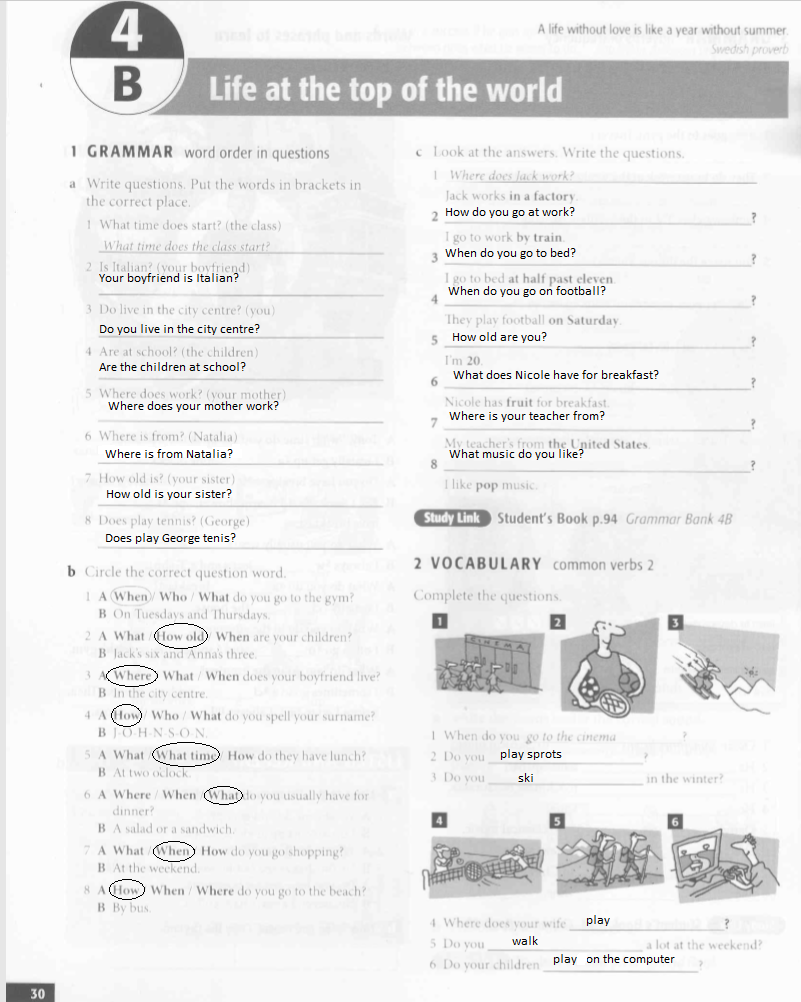 4
B
A life without love is like a year without summer.
Swedish proverb
Life at the top of the world
1 GRAMMAR word order in questions
a Write questions. Put the words in brackets in
the correct place.
1 What time does start? (the class)
What time does the class start?
2 Is Italian? (your boyfriend)
Your boyfriend is Italian?
3 Do live in the city centre? (you)
Do you live in the city centre?
4 Are at school? (the children)
Are the children at school?
5 Where does work? (your mother)
Where does your mother work?
6 Where is from? (Natalia)
Where is from Natalia?
7 How old is? (your sister)
How old is your sister?
8 Does play tennis? (George)
Does play George tenis?
b Circle the correct question word.
1 A When / Who / What do you go to the gym?
B On Tuesdays and Thursdays.
2 A What / How old / When are your children?
B Jack's six and Anna's three.
3 A Where / What / When does your boyfriend live?
B In the city centre.
4 A How / Who / What do you spell your surname?
B J-O-H-N-S-O-N.
5 A What / What time / How do they have lunch?
B At two o'clock.
6 A Where / When / What do you usually have for
dinner?
B A salad or a sandwich.
7 A What / When / How do you go shopping?
B At the weekend.
8 A How / When / Where do you go to the beach?
B By bus.
c Look at the answers. Write the questions.
1 Where does Jack work?
Jack works in a factory.
2 How do you go at work? ?
I go to work by train.
3 When do you go to bed? ?
I go to bed at half past eleven.
4 When do you go on football? ?
They play football on Saturday.
5 How old are you? ?
I'm 20.
6 What does Nicole have for breakfast? ?
Nicole has fruit for breakfast.
7 Where is your teacher from? ?
My teacher's from the United States.
8 What music do you like? ?
I like pop music.
Study Link Student's Book p.94 Grammar Bank 4B
2 VOCABULARY common verbs 2
Complete the questions.
1 2 3
CINEMA
1 When do you go to the cinema ?
2 Do you play sprots ?
3 Do you ski in the winter?
4 5 6
4 Where does your wife play ?
5 Do you walk a lot at the weekend?
6 Do your children play on the computer ?
30